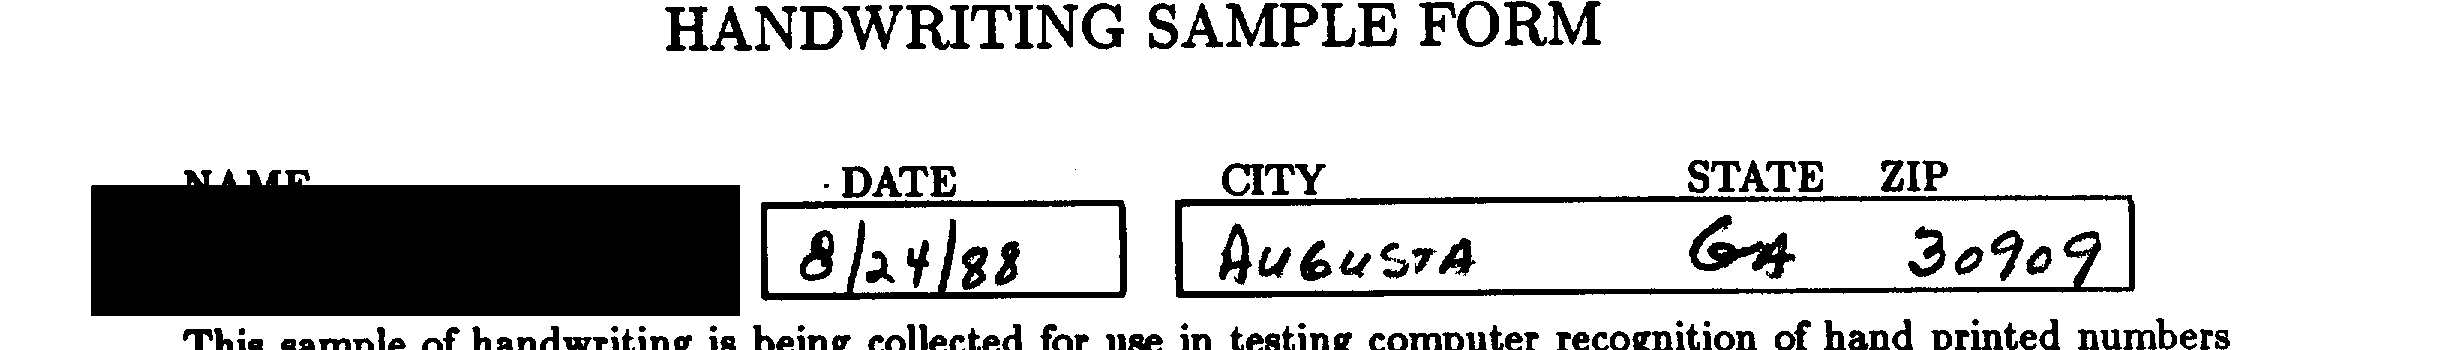 HANDWRITING SAMPLE FORM
NAME DATE CITY STATE ZIP
8/24/88 AUGUSTA GA 30909
This sample of handwriting is being collected for use in testing computer recognition of hand printed numbers